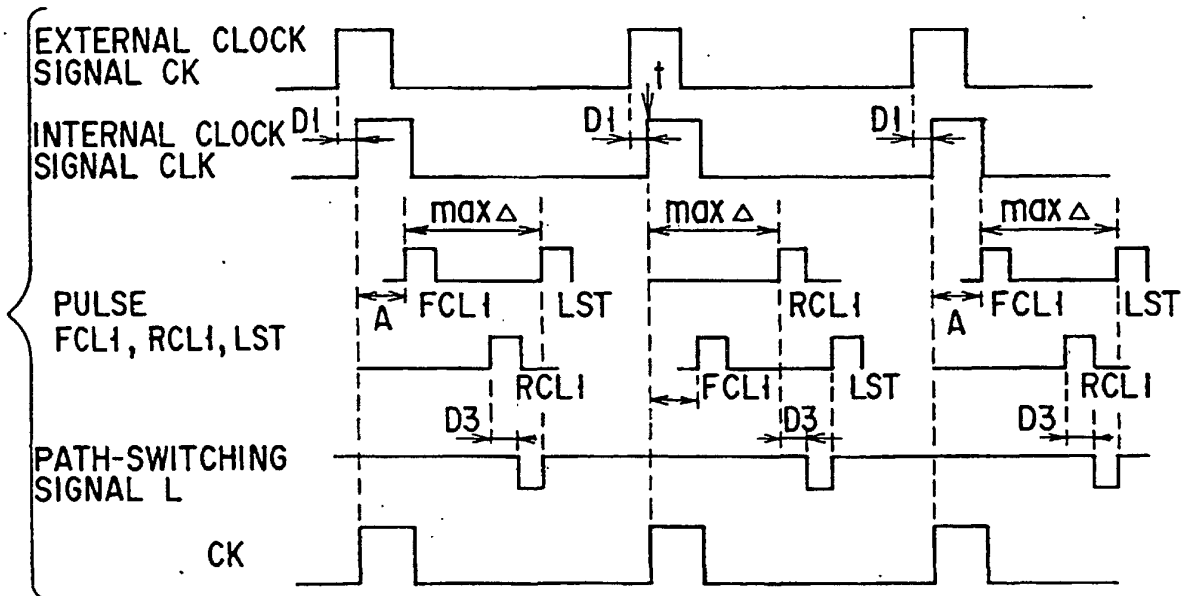 EXTERNAL CLOCK
SIGNAL CK
t
INTERNAL CLOCK
SIGNAL CLK
D1
D1
D1
max △
max △
max △
PULSE
FCL1, RCL1, LST
A
FCL1
LST
RCL1
A
FCL1
LST
RCL1
FCL1
LST
RCL1
D3
D3
D3
PATH-SWITCHING
SIGNAL L
CK